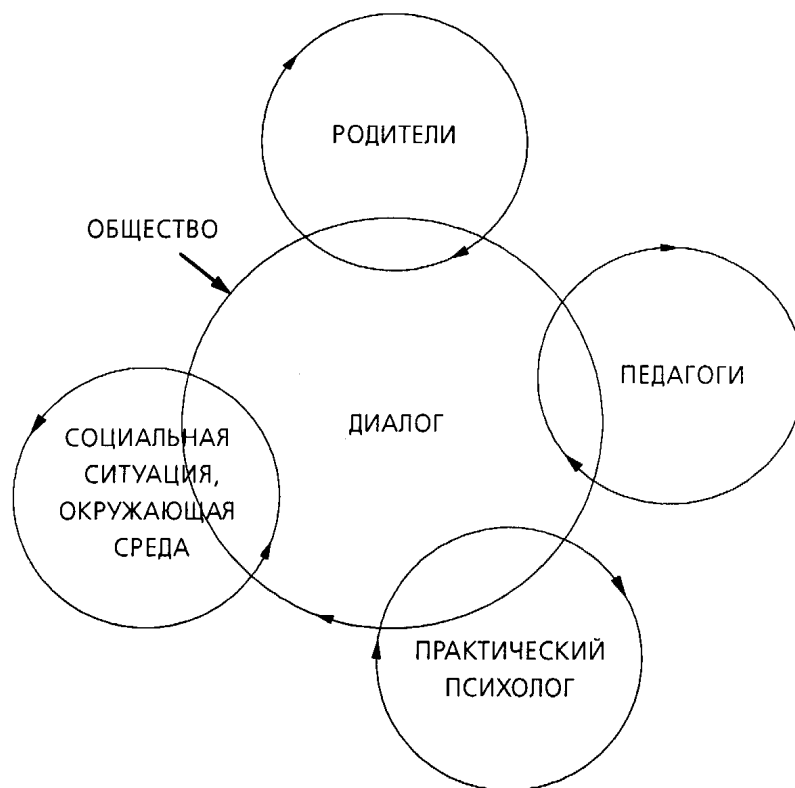 РОДИТЕЛИ
ОБЩЕСТВО
ПЕДАГОГИ
ДИАЛОГ
СОЦИАЛЬНАЯ
СИТУАЦИЯ,
ОКРУЖАЮЩАЯ
СРЕДА
ПРАКТИЧЕСКИЙ
ПСИХОЛОГ